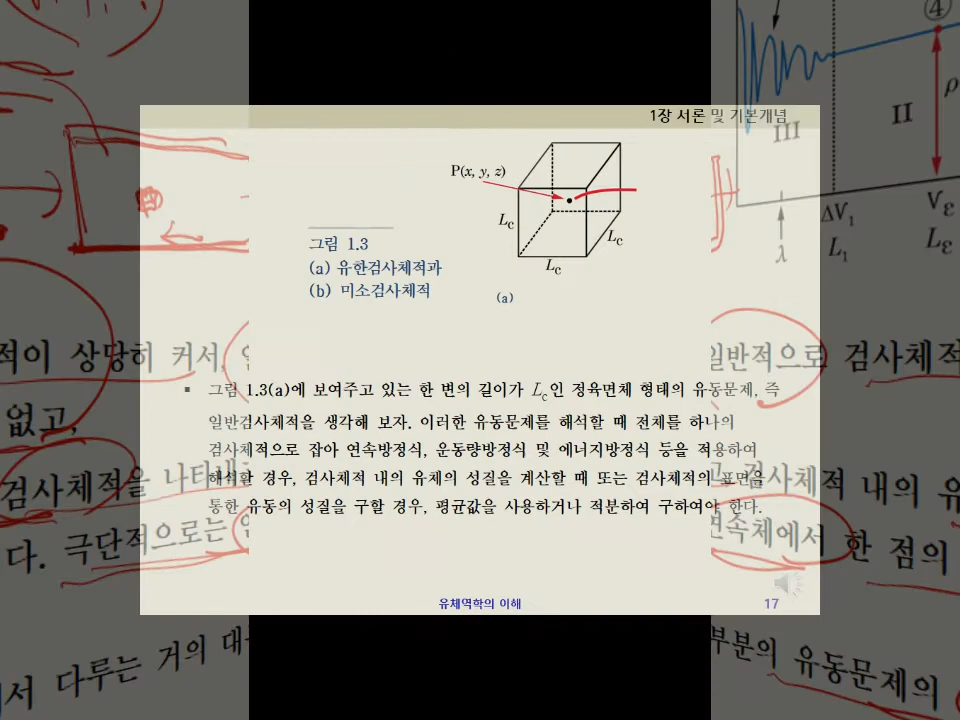 ④
1장 서론 및 기본개념
ρ
II
III
P(x, y, z)
ΔV₁
Vε
Lc
L₁
Lε
λ
그림 1.3
Lc
(a) 유한검사체적과
Lc
(b) 미소검사체적
(a)
적이 상당히 커서,
일반적으로 검사체적
▪ 그림 1.3(a)에 보여주고 있는 한 변의 길이가 Lc인 정육면체 형태의 유동문제, 즉
없고,
일반검사체적을 생각해 보자. 이러한 유동문제를 해석할 때 전체를 하나의
검사체적으로 잡아 연속방정식, 운동량방정식 및 에너지방정식 등을 적용하여
검사체적을 나타내
해석할 경우, 검사체적 내의 유체의 성질을 계산할 때 또는 검사체적의 표면을
검사체적 내의
통한 유동의 성질을 구할 경우, 평균값을 사용하거나 적분하여 구하여야 한다.
다. 극단적으로는
연속체에서 한 점의
유체역학의 이해
17
서 다루는 거의 대
부분의 유동문제의